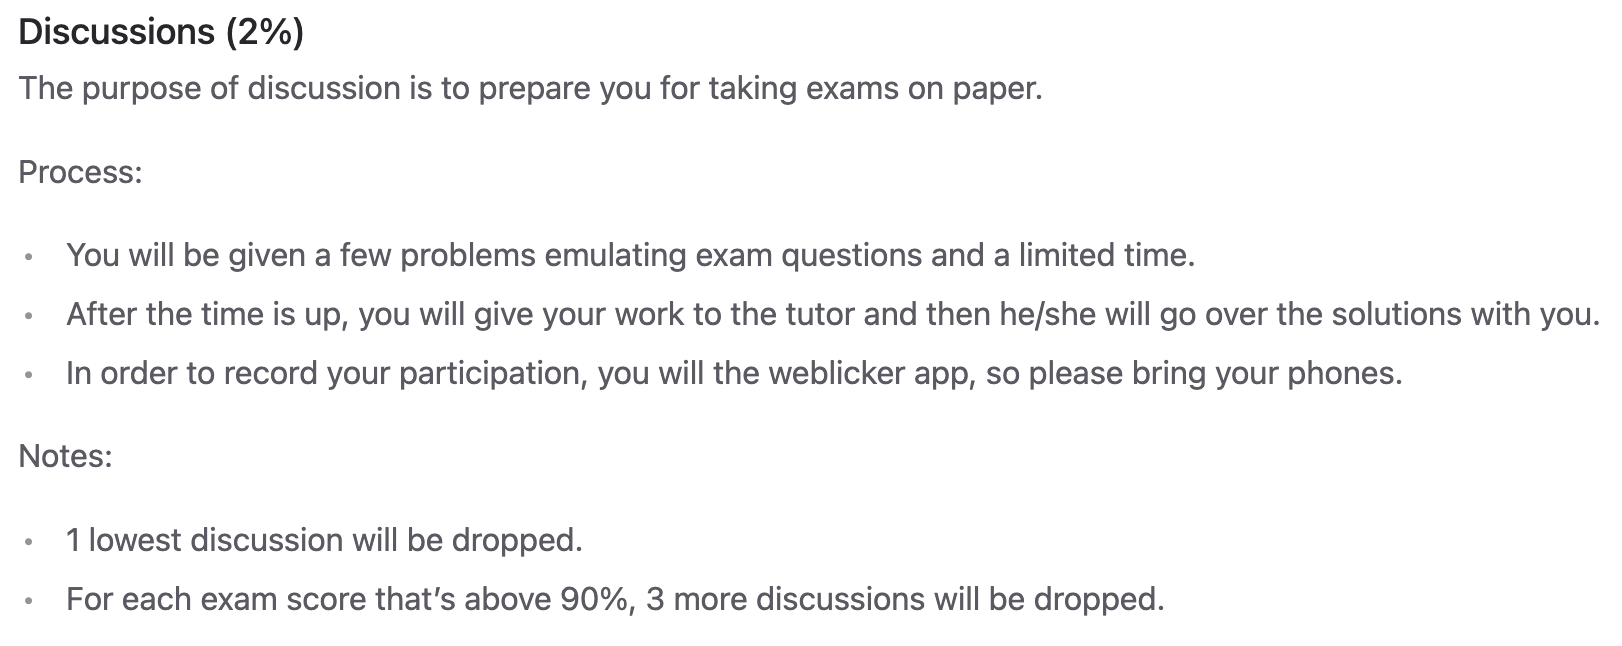 Discussions (2%)
The purpose of discussion is to prepare you for taking exams on paper.
Process:
• You will be given a few problems emulating exam questions and a limited time.
• After the time is up, you will give your work to the tutor and then he/she will go over the solutions with you.
• In order to record your participation, you will the weblicker app, so please bring your phones.
Notes:
• 1 lowest discussion will be dropped.
• For each exam score that’s above 90%, 3 more discussions will be dropped.